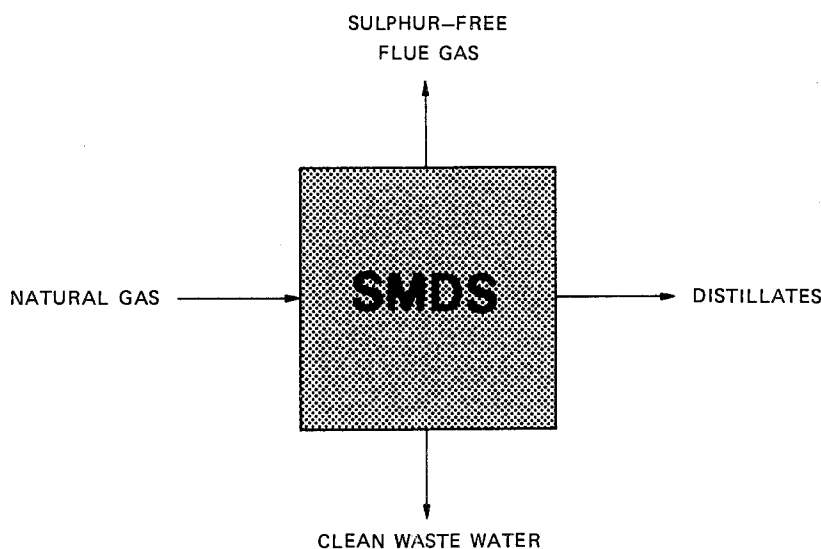 SULPHUR-FREE
FLUE GAS
SMDS
NATURAL GAS
DISTILLATES
CLEAN WASTE WATER